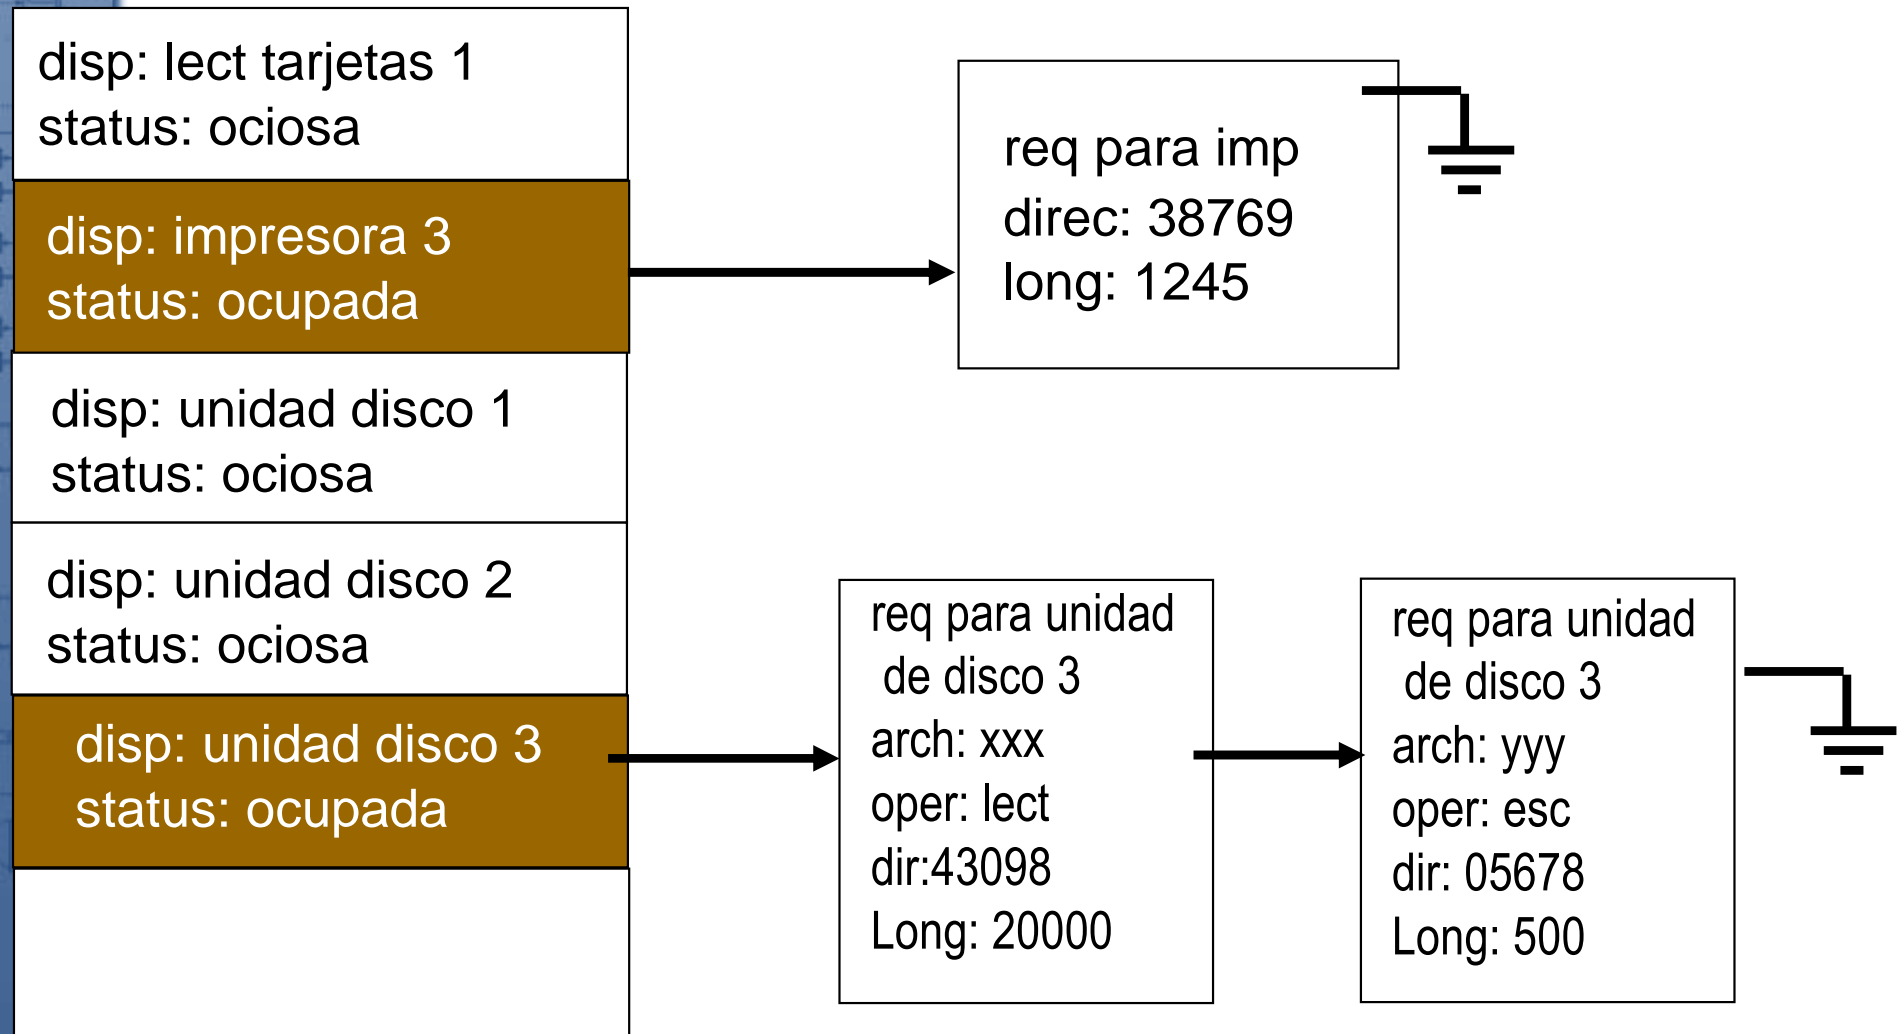 disp: lect tarjetas 1
status: ociosa
disp: impresora 3
status: ocupada
disp: unidad disco 1
status: ociosa
disp: unidad disco 2
status: ociosa
disp: unidad disco 3
status: ocupada
req para imp
direc: 38769
long: 1245
req para unidad
de disco 3
arch: xxx
oper: lect
dir:43098
Long: 20000
req para unidad
de disco 3
arch: yyy
oper: esc
dir: 05678
Long: 500